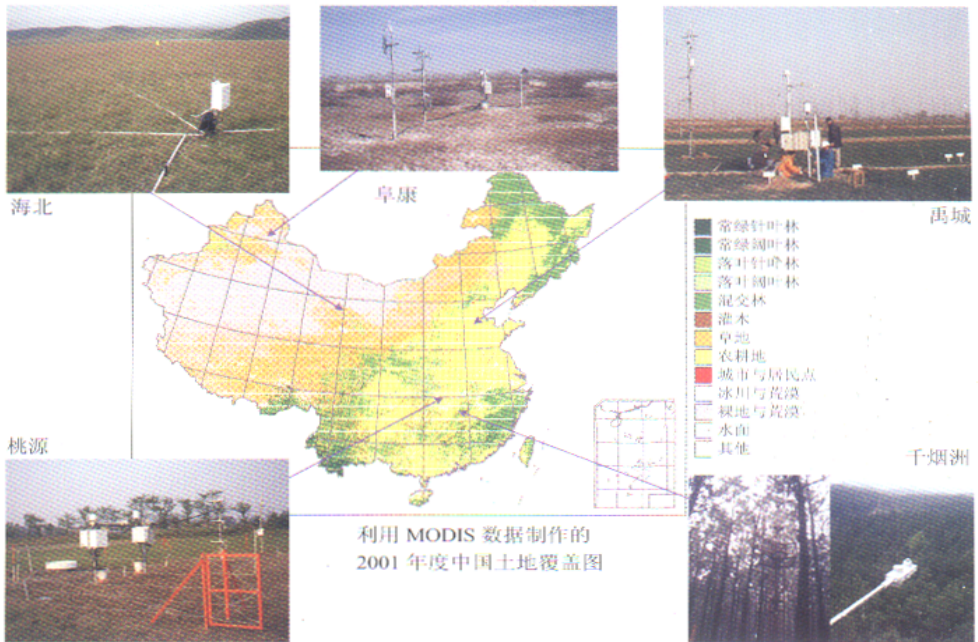 海北
阜康
禹城
常绿针叶林
常绿阔叶林
落叶针叶林
落叶阔叶林
混交林
灌木
草地
农耕地
城市与居民点
冰川与荒漠
裸地与荒漠
水面
其他
桃源
千烟洲
利用 MODIS 数据制作的
2001 年度中国土地覆盖图